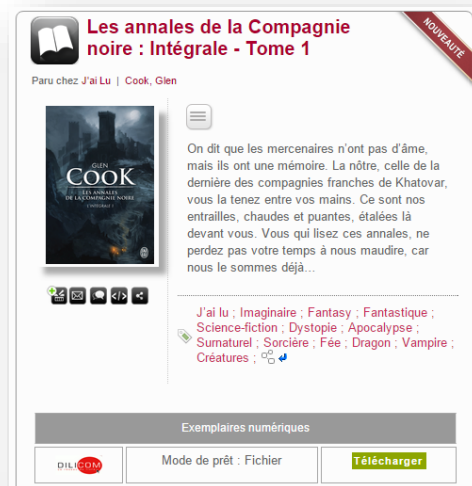 Les annales de la Compagnie
noire : Intégrale - Tome 1
NOUVEAUTÉ
Paru chez J'ai Lu | Cook, Glen
GLEN
COOK
LES ANNALES
DE LA COMPAGNIE NOIRE
On dit que les mercenaires n'ont pas d'âme,
mais ils ont une mémoire. La nôtre, celle de la
dernière des compagnies franches de Khatovar,
vous la tenez entre vos mains. Ce sont nos
entrailles, chaudes et puantes, étalées là
devant vous. Vous qui lisez ces annales, ne
perdez pas votre temps à nous maudire, car
nous le sommes déjà...
J'ai lu ; Imaginaire ; Fantasy ; Fantastique ;
Science-fiction ; Dystopie ; Apocalypse ;
Surnaturel ; Sorcière ; Fée ; Dragon ; Vampire ;
Créatures ;
Exemplaires numériques
DILICOM
Mode de prêt : Fichier
Télécharger